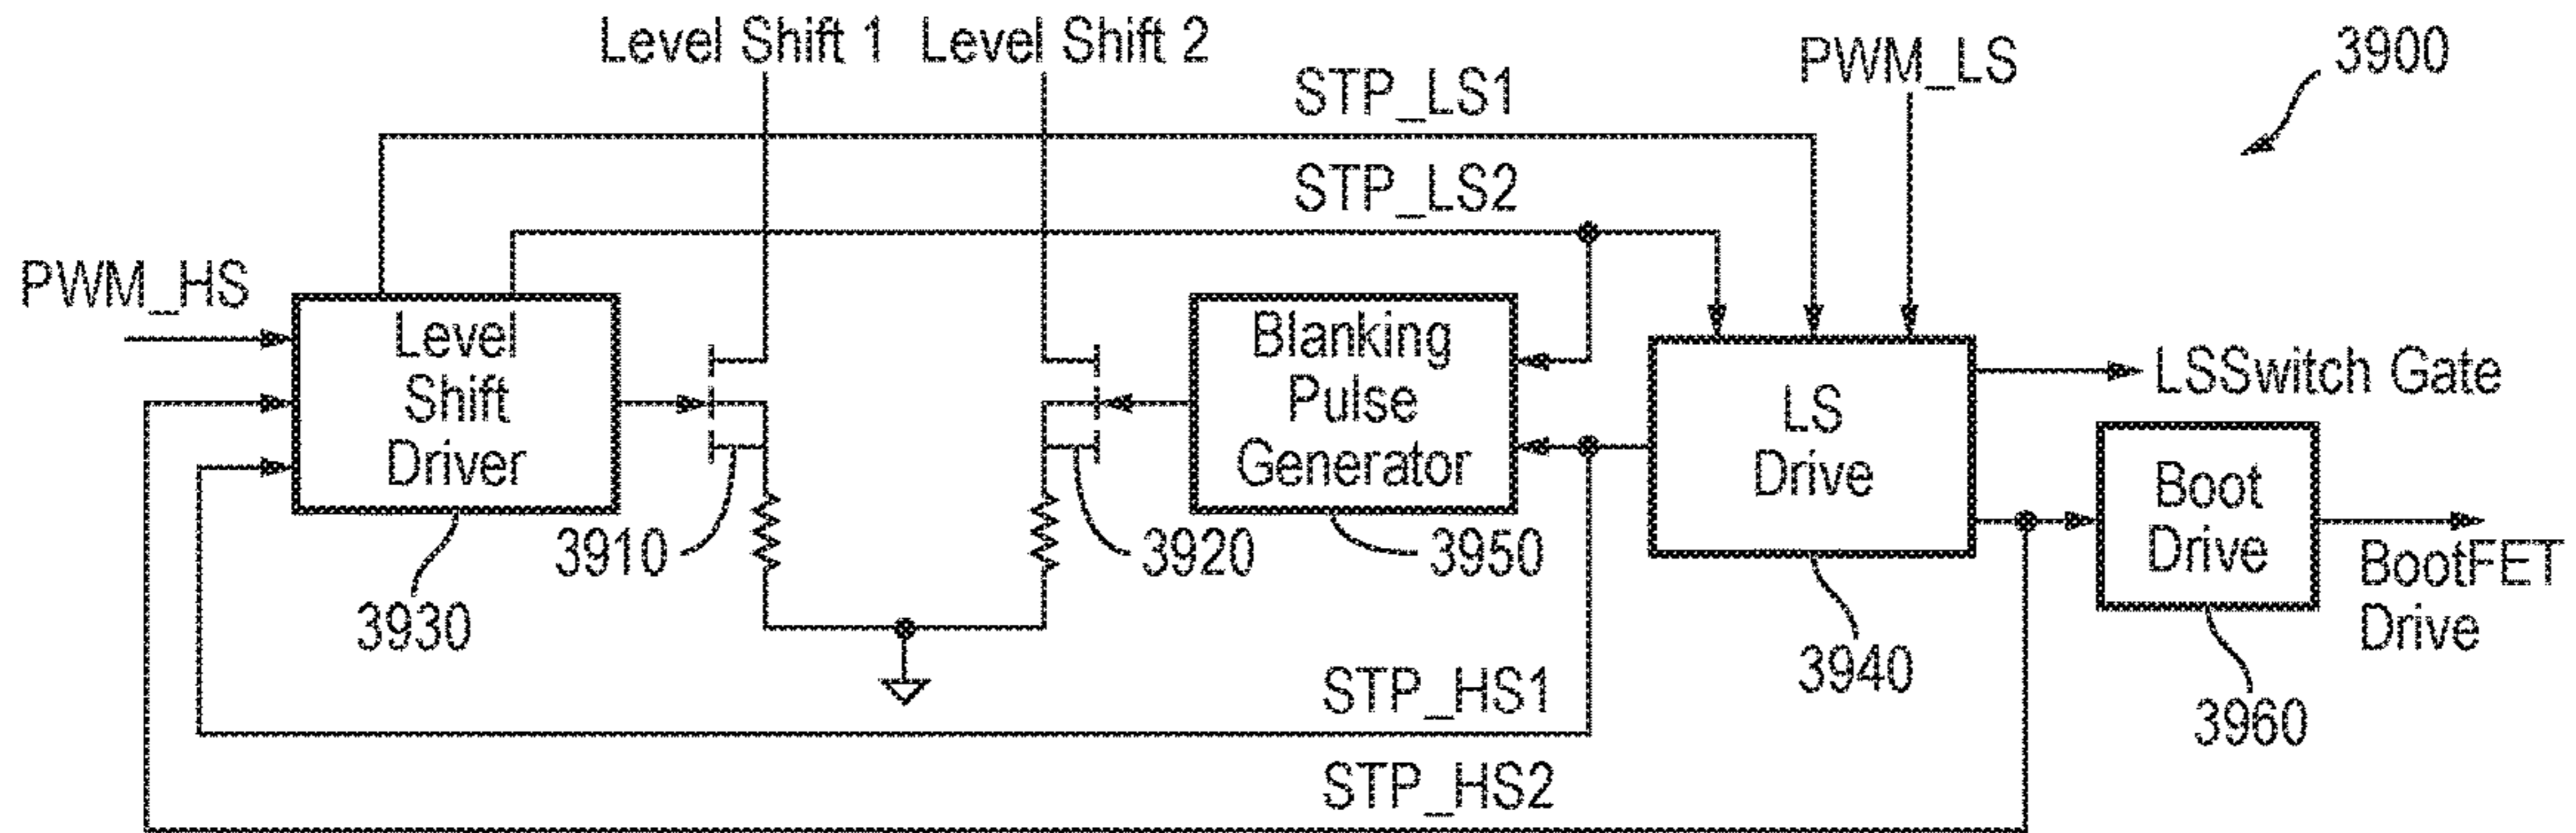 Level Shift 1
Level Shift 2
PWM_LS
3900
STP_LS1
STP_LS2
PWM_HS
Level
Shift
Driver
Blanking
Pulse
Generator
LS
Drive
LSSwitch Gate
Boot
Drive
BootFET
Drive
3910
3920
3950
3930
3940
3960
STP_HS1
STP_HS2